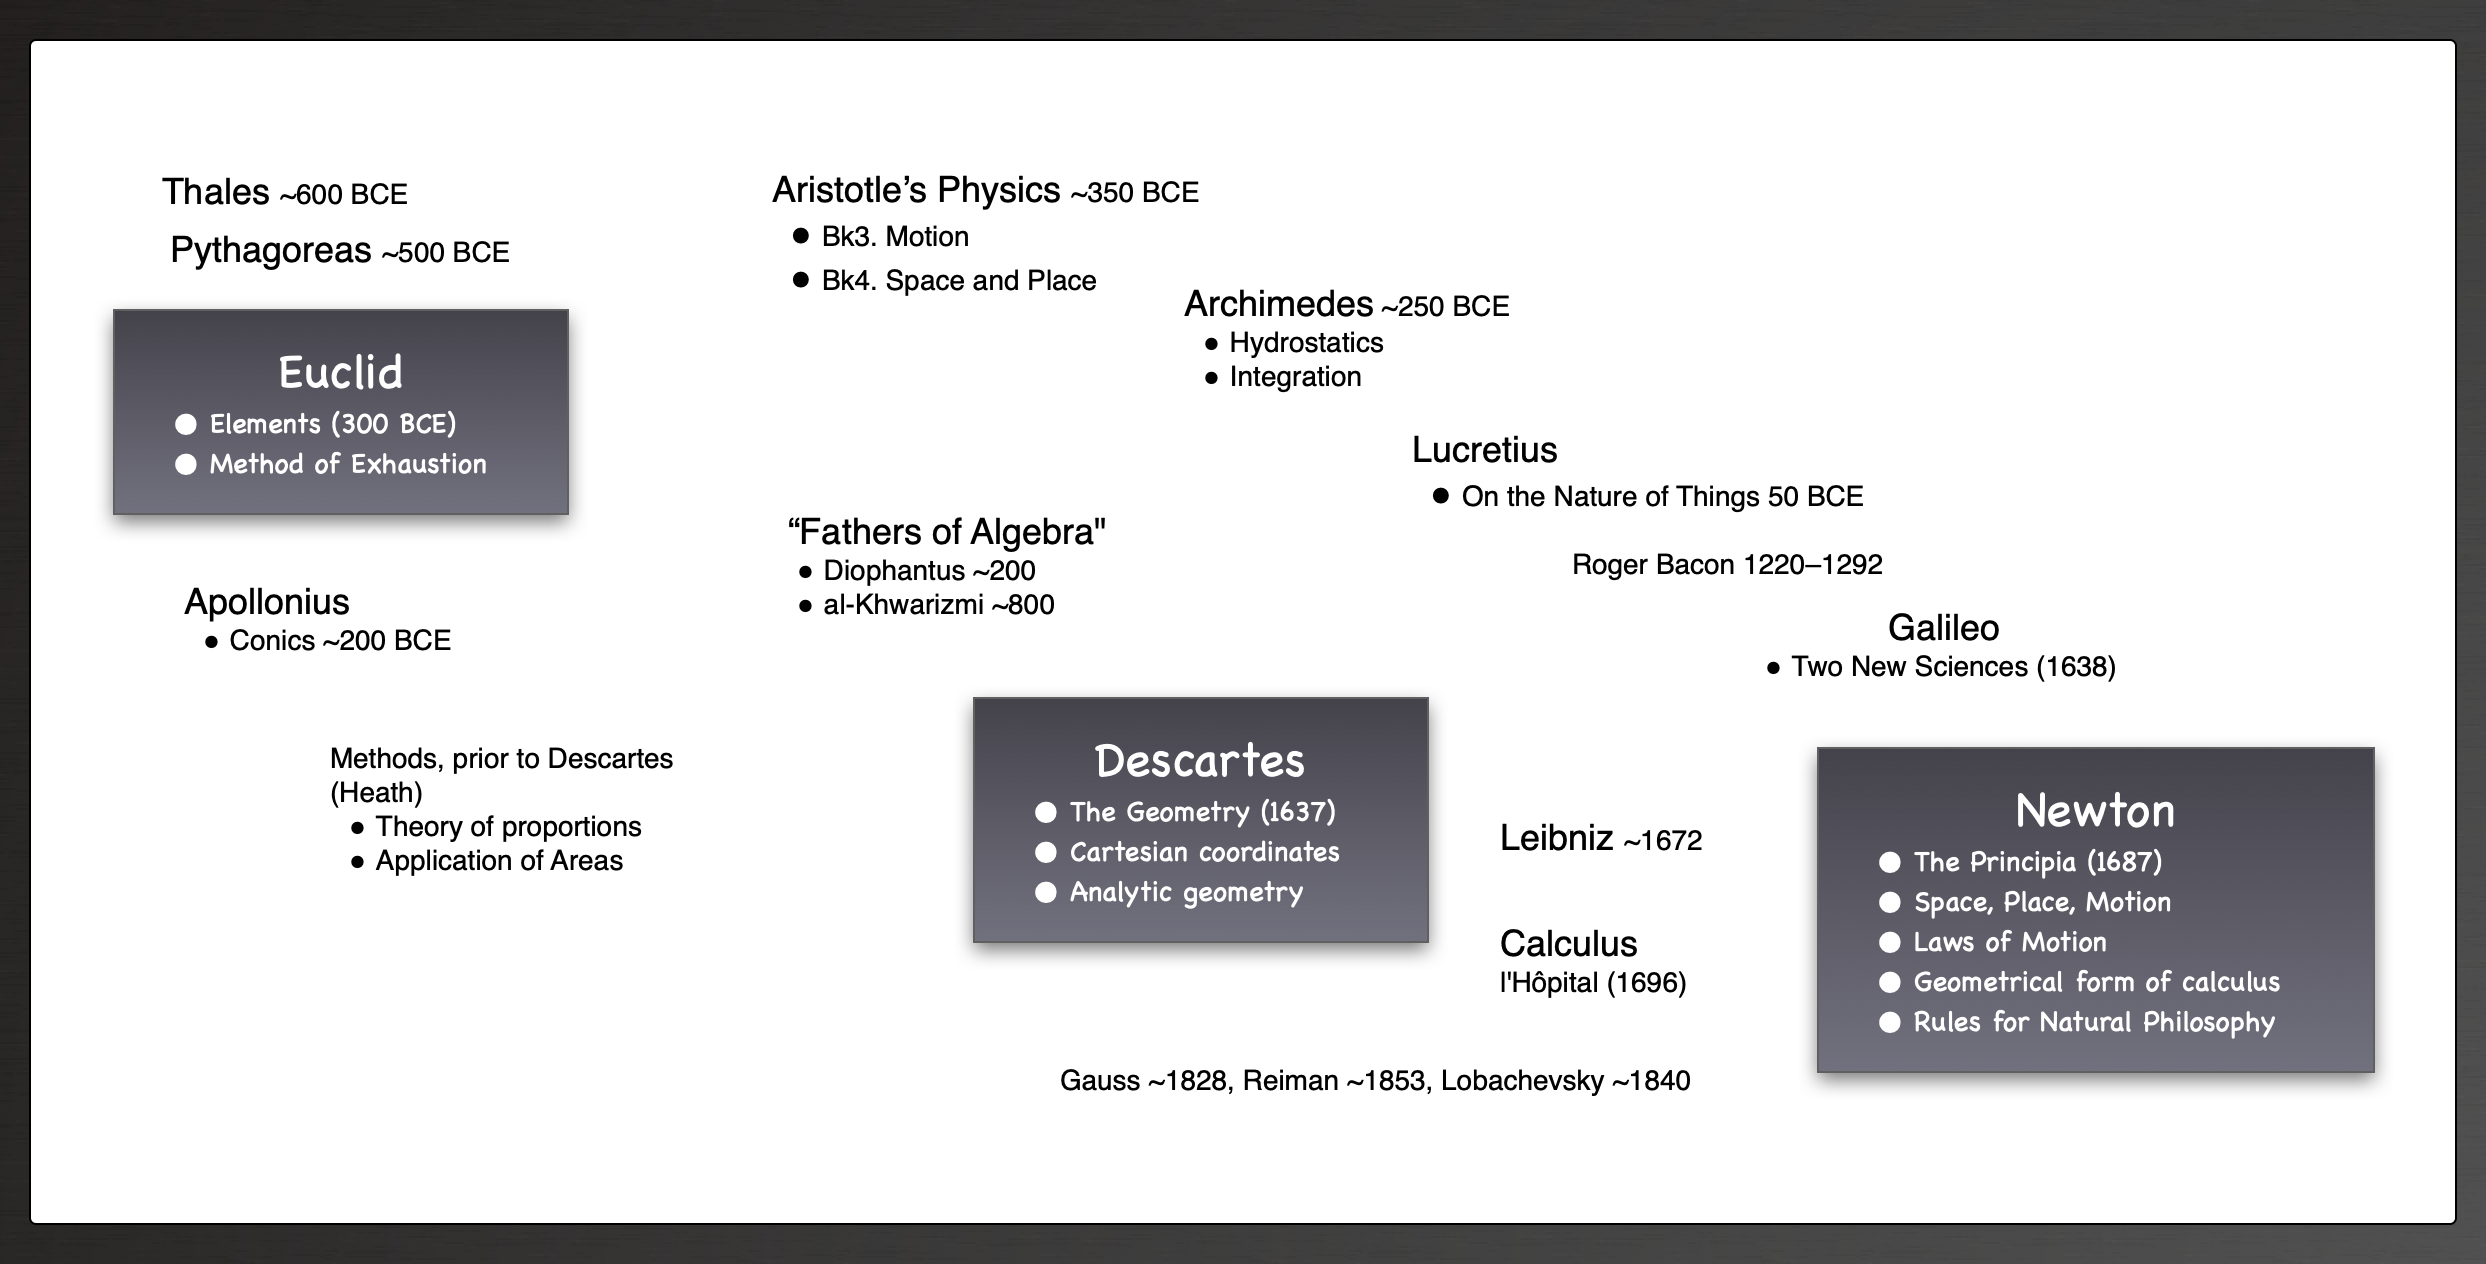 Thales ~600 BCE
Pythagoreas ~500 BCE
Euclid
● Elements (300 BCE)
● Method of Exhaustion
Apollonius
• Conics ~200 BCE
Methods, prior to Descartes
(Heath)
• Theory of proportions
• Application of Areas
Aristotle’s Physics ~350 BCE
● Bk3. Motion
● Bk4. Space and Place
Archimedes ~250 BCE
• Hydrostatics
• Integration
Lucretius
● On the Nature of Things 50 BCE
“Fathers of Algebra"
• Diophantus ~200
• al-Khwarizmi ~800
Roger Bacon 1220–1292
Galileo
• Two New Sciences (1638)
Descartes
● The Geometry (1637)
● Cartesian coordinates
● Analytic geometry
Leibniz ~1672
Calculus
l'Hôpital (1696)
Newton
● The Principia (1687)
● Space, Place, Motion
● Laws of Motion
● Geometrical form of calculus
● Rules for Natural Philosophy
Gauss ~1828, Reiman ~1853, Lobachevsky ~1840